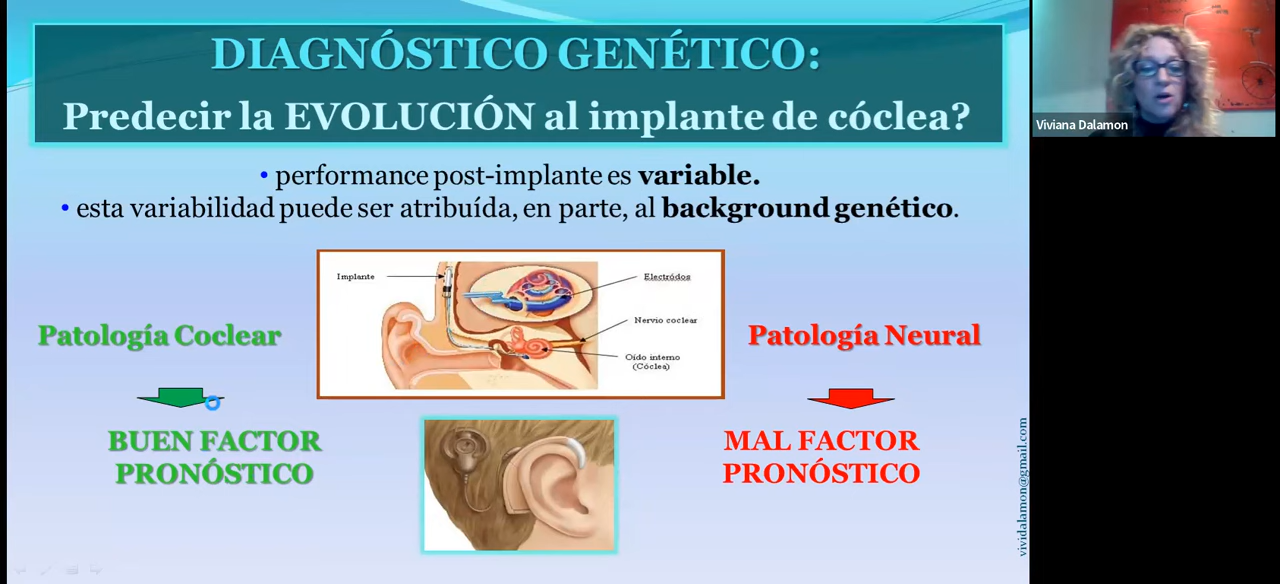 DIAGNÓSTICO GENÉTICO:
Predecir la EVOLUCIÓN al implante de cóclea?
• performance post-implante es variable.
• esta variabilidad puede ser atribuída, en parte, al background genético.
Implante
Electródos
Nervio coclear
Oído interno
(Cóclea)
Patología Coclear
Patología Neural
BUEN FACTOR
PRONÓSTICO
MAL FACTOR
PRONÓSTICO
vividalamon@gmail.com
Viviana Dalamon